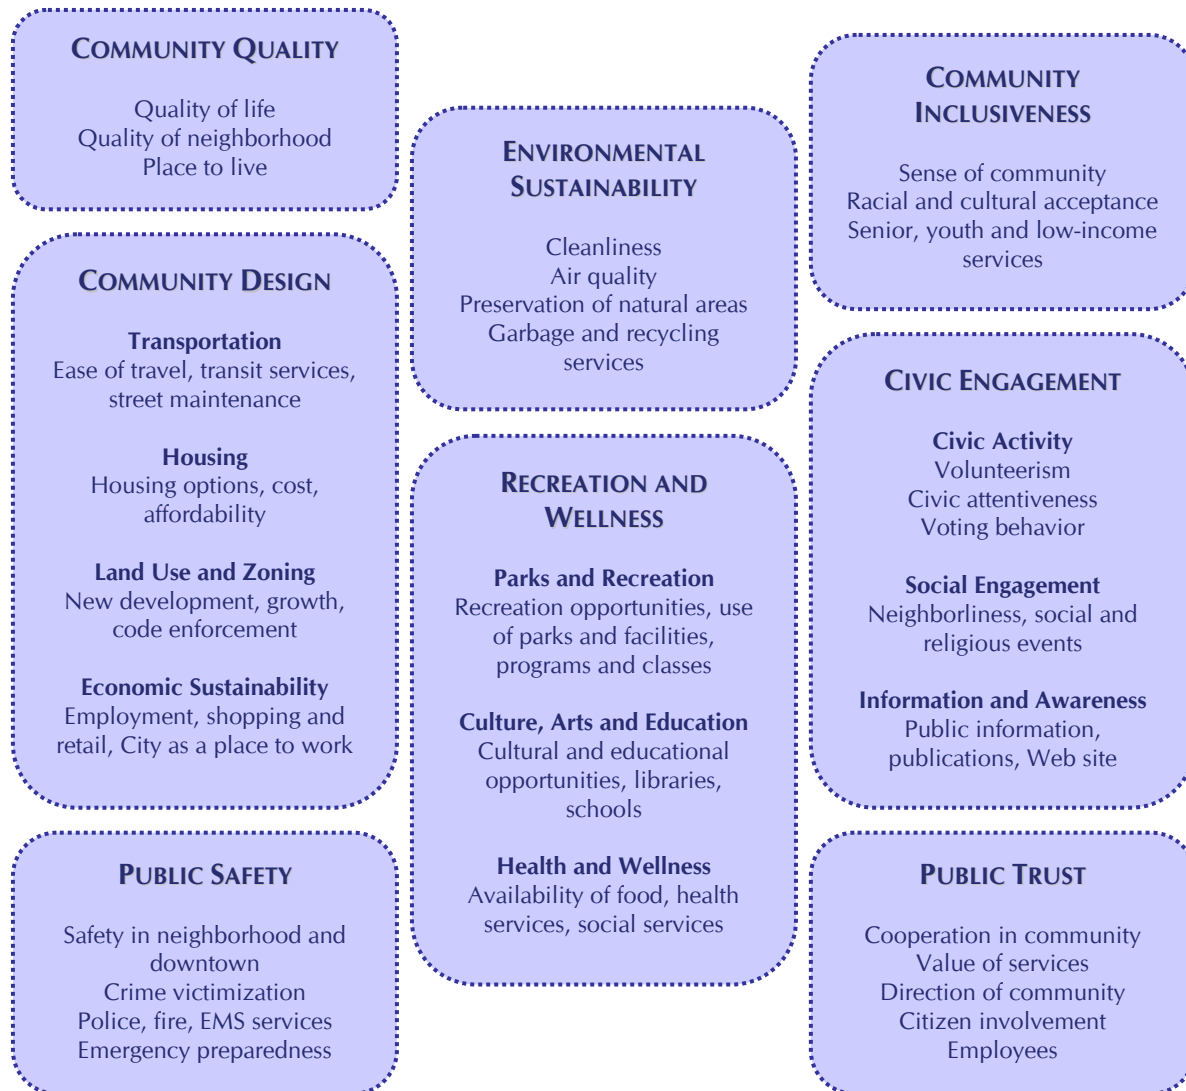 COMMUNITY QUALITY
Quality of life
Quality of neighborhood
Place to live
COMMUNITY DESIGN
Transportation
Ease of travel, transit services,
street maintenance
Housing
Housing options, cost,
affordability
Land Use and Zoning
New development, growth,
code enforcement
Economic Sustainability
Employment, shopping and
retail, City as a place to work
PUBLIC SAFETY
Safety in neighborhood and
downtown
Crime victimization
Police, fire, EMS services
Emergency preparedness
ENVIRONMENTAL
SUSTAINABILITY
Cleanliness
Air quality
Preservation of natural areas
Garbage and recycling
services
RECREATION AND
WELLNESS
Parks and Recreation
Recreation opportunities, use
of parks and facilities,
programs and classes
Culture, Arts and Education
Cultural and educational
opportunities, libraries,
schools
Health and Wellness
Availability of food, health
services, social services
COMMUNITY
INCLUSIVENESS
Sense of community
Racial and cultural acceptance
Senior, youth and low-income
services
CIVIC ENGAGEMENT
Civic Activity
Volunteerism
Civic attentiveness
Voting behavior
Social Engagement
Neighborliness, social and
religious events
Information and Awareness
Public information,
publications, Web site
PUBLIC TRUST
Cooperation in community
Value of services
Direction of community
Citizen involvement
Employees